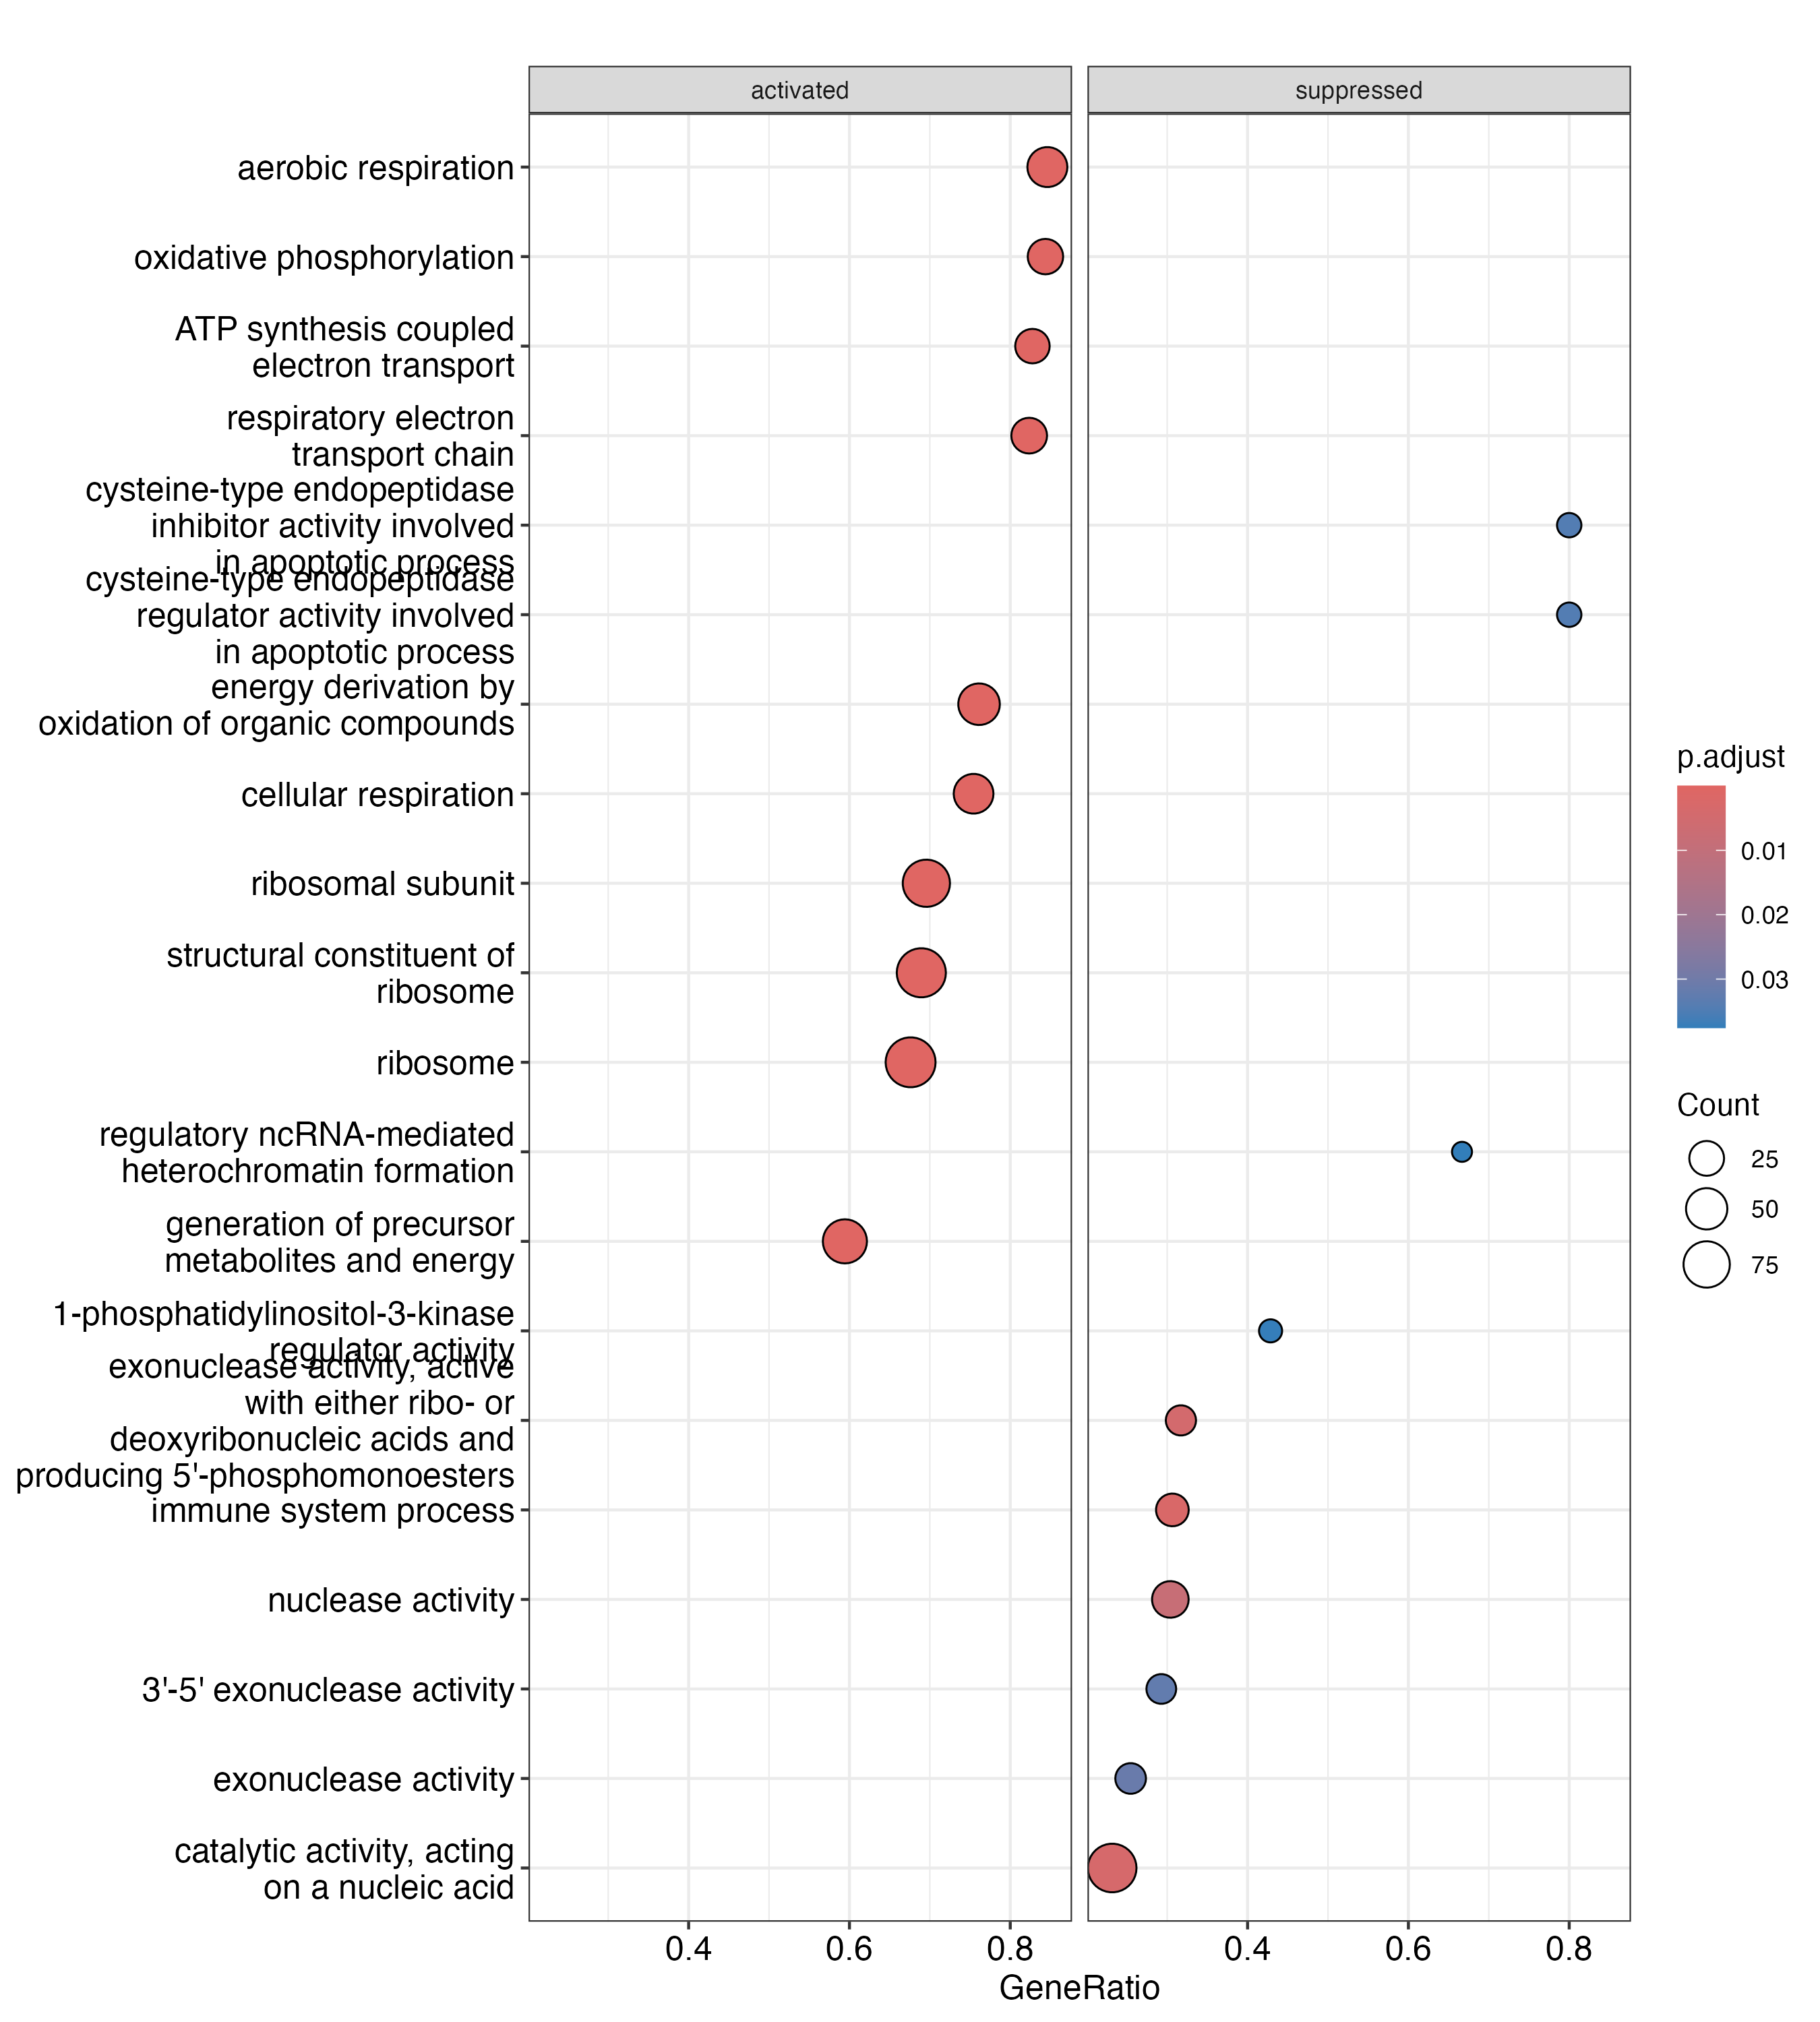 activated
suppressed
aerobic respiration
oxidative phosphorylation
ATP synthesis coupled
electron transport
respiratory electron
transport chain
cysteine-type endopeptidase
inhibitor activity involved
in apoptotic process
cysteine-type endopeptidase
regulator activity involved
in apoptotic process
energy derivation by
oxidation of organic compounds
cellular respiration
ribosomal subunit
structural constituent of
ribosome
ribosome
regulatory ncRNA-mediated
heterochromatin formation
generation of precursor
metabolites and energy
1-phosphatidylinositol-3-kinase
regulator activity
exonuclease activity, active
with either ribo- or
deoxyribonucleic acids and
producing 5'-phosphomonoesters
immune system process
nuclease activity
3'-5' exonuclease activity
exonuclease activity
catalytic activity, acting
on a nucleic acid
0.4 0.6 0.8
0.4 0.6 0.8
GeneRatio
p.adjust
0.01
0.02
0.03
Count
25
50
75